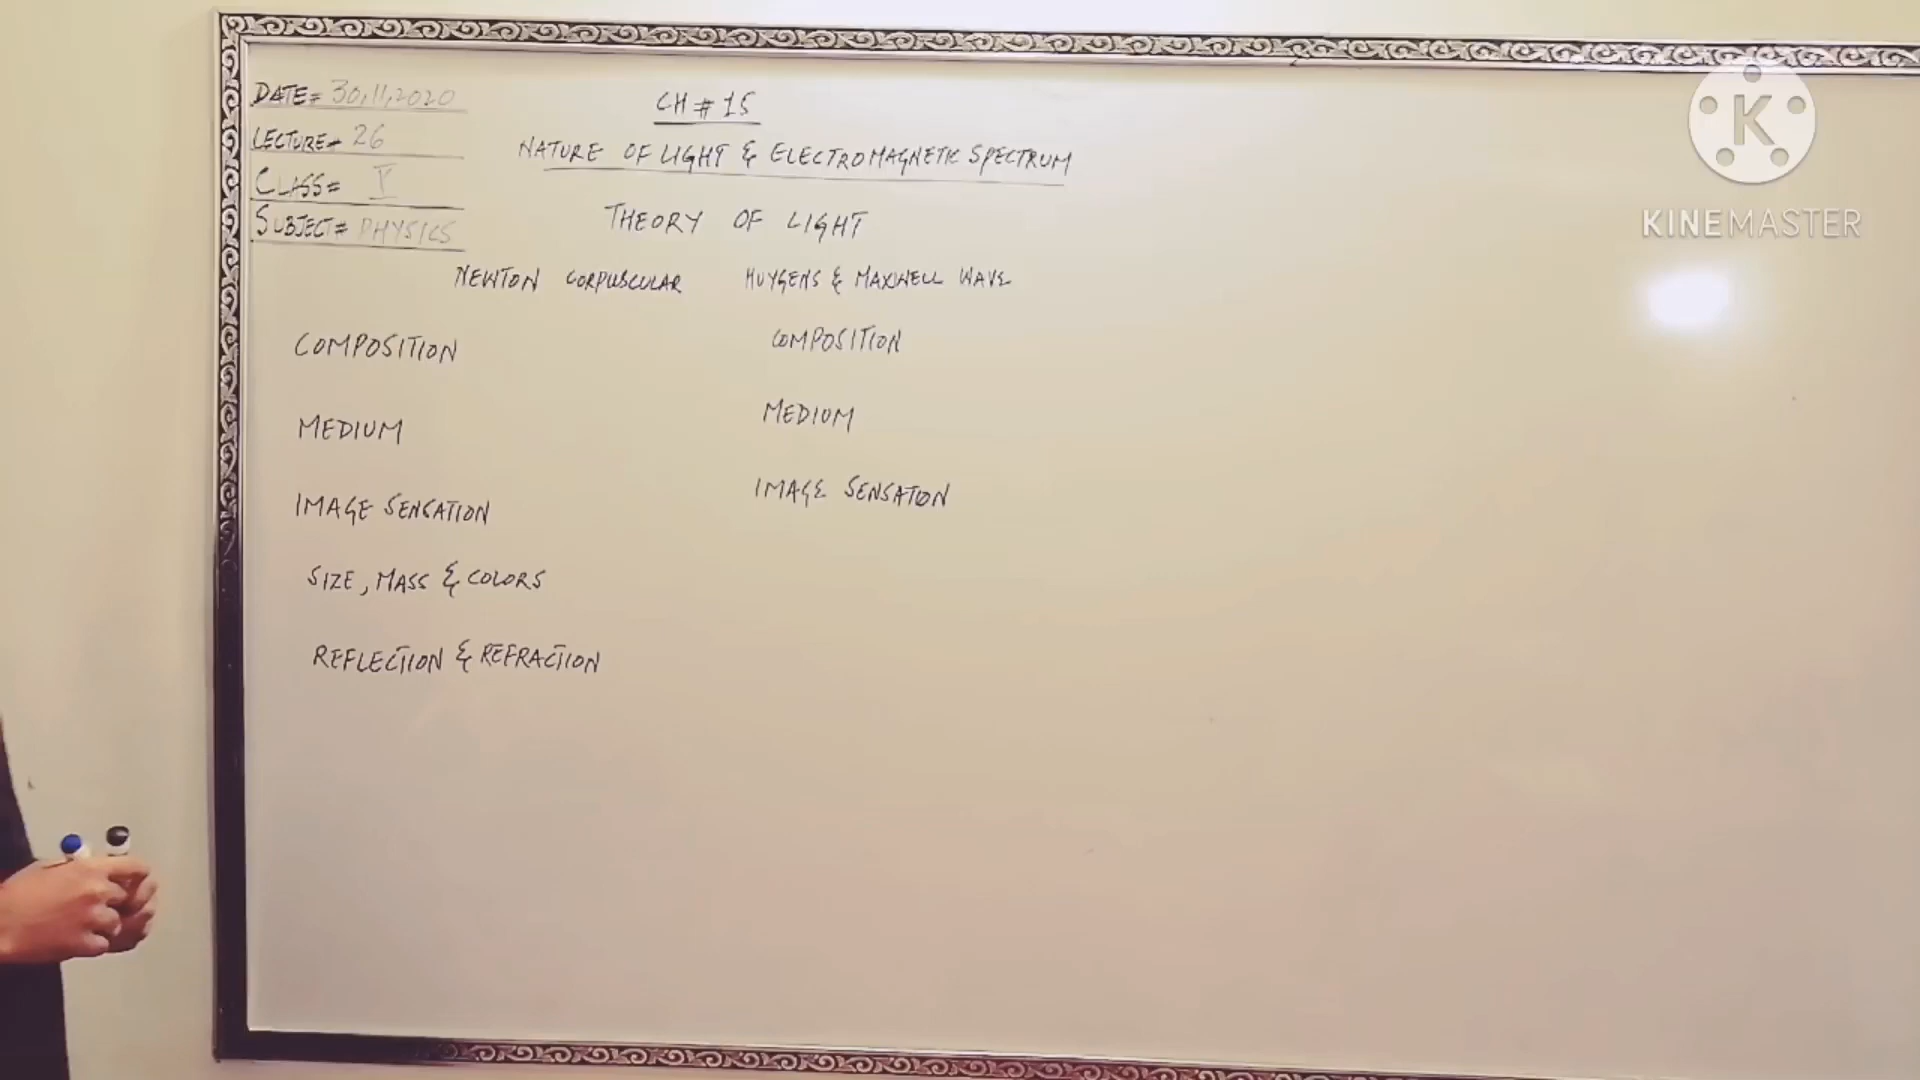 DATE= 30,11,2020
LECTURE= 26
CLASS= V
SUBJECT= PHYSICS
CH # 15
NATURE OF LIGHT & ELECTROMAGNETIC SPECTRUM
THEORY OF LIGHT
NEWTON CORPUSCULAR
HUYGENS & MAXWELL WAVE
COMPOSITION
MEDIUM
IMAGE SENSATION
SIZE, MASS & COLORS
REFLECTION & REFRACTION
COMPOSITION
MEDIUM
IMAGE SENSATION
K
KINEMASTER